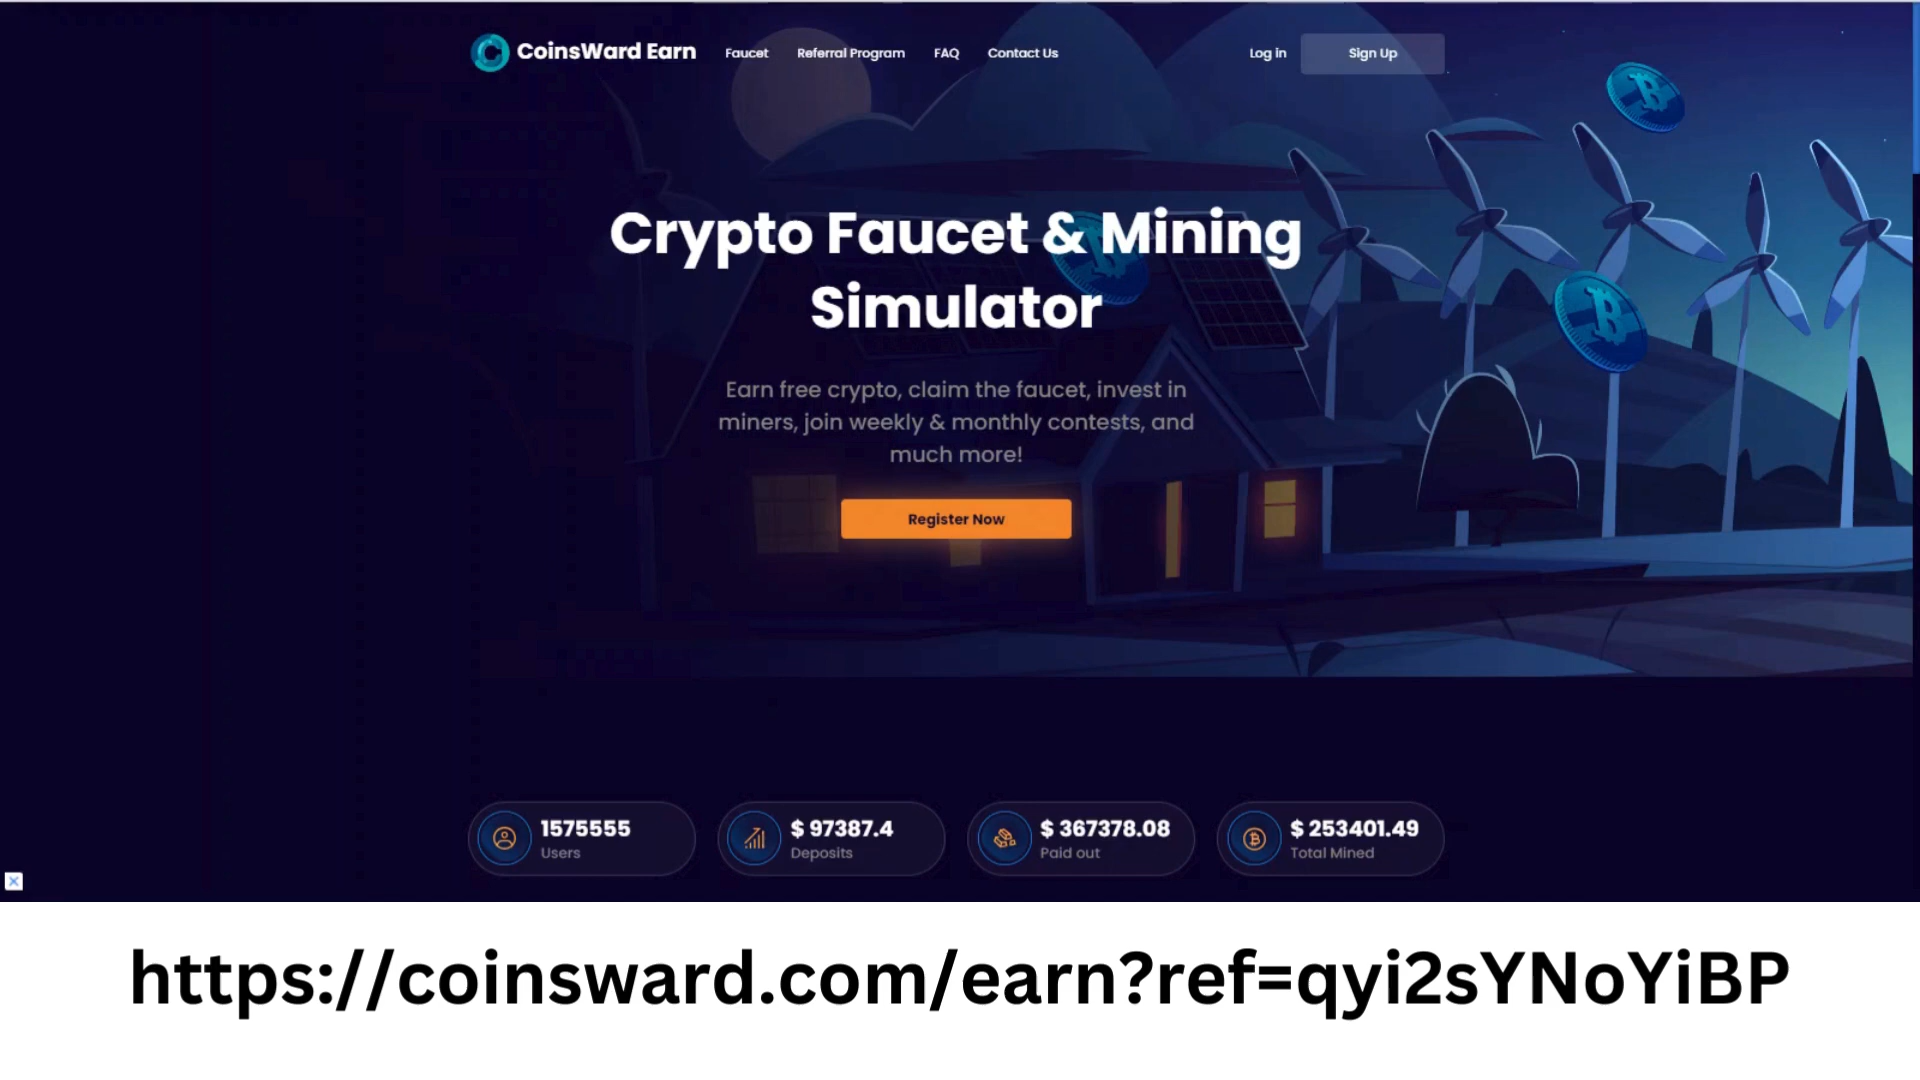 CoinsWard Earn
Faucet
Referral Program
FAQ
Contact Us
Log in
Sign Up
Crypto Faucet & Mining
Simulator
Earn free crypto, claim the faucet, invest in
miners, join weekly & monthly contests, and
much more!
Register Now
1575555
Users
$ 97387.4
Deposits
$ 367378.08
Paid out
$ 253401.49
Total Mined
https://coinsward.com/earn?ref=qyi2sYNoYiBP